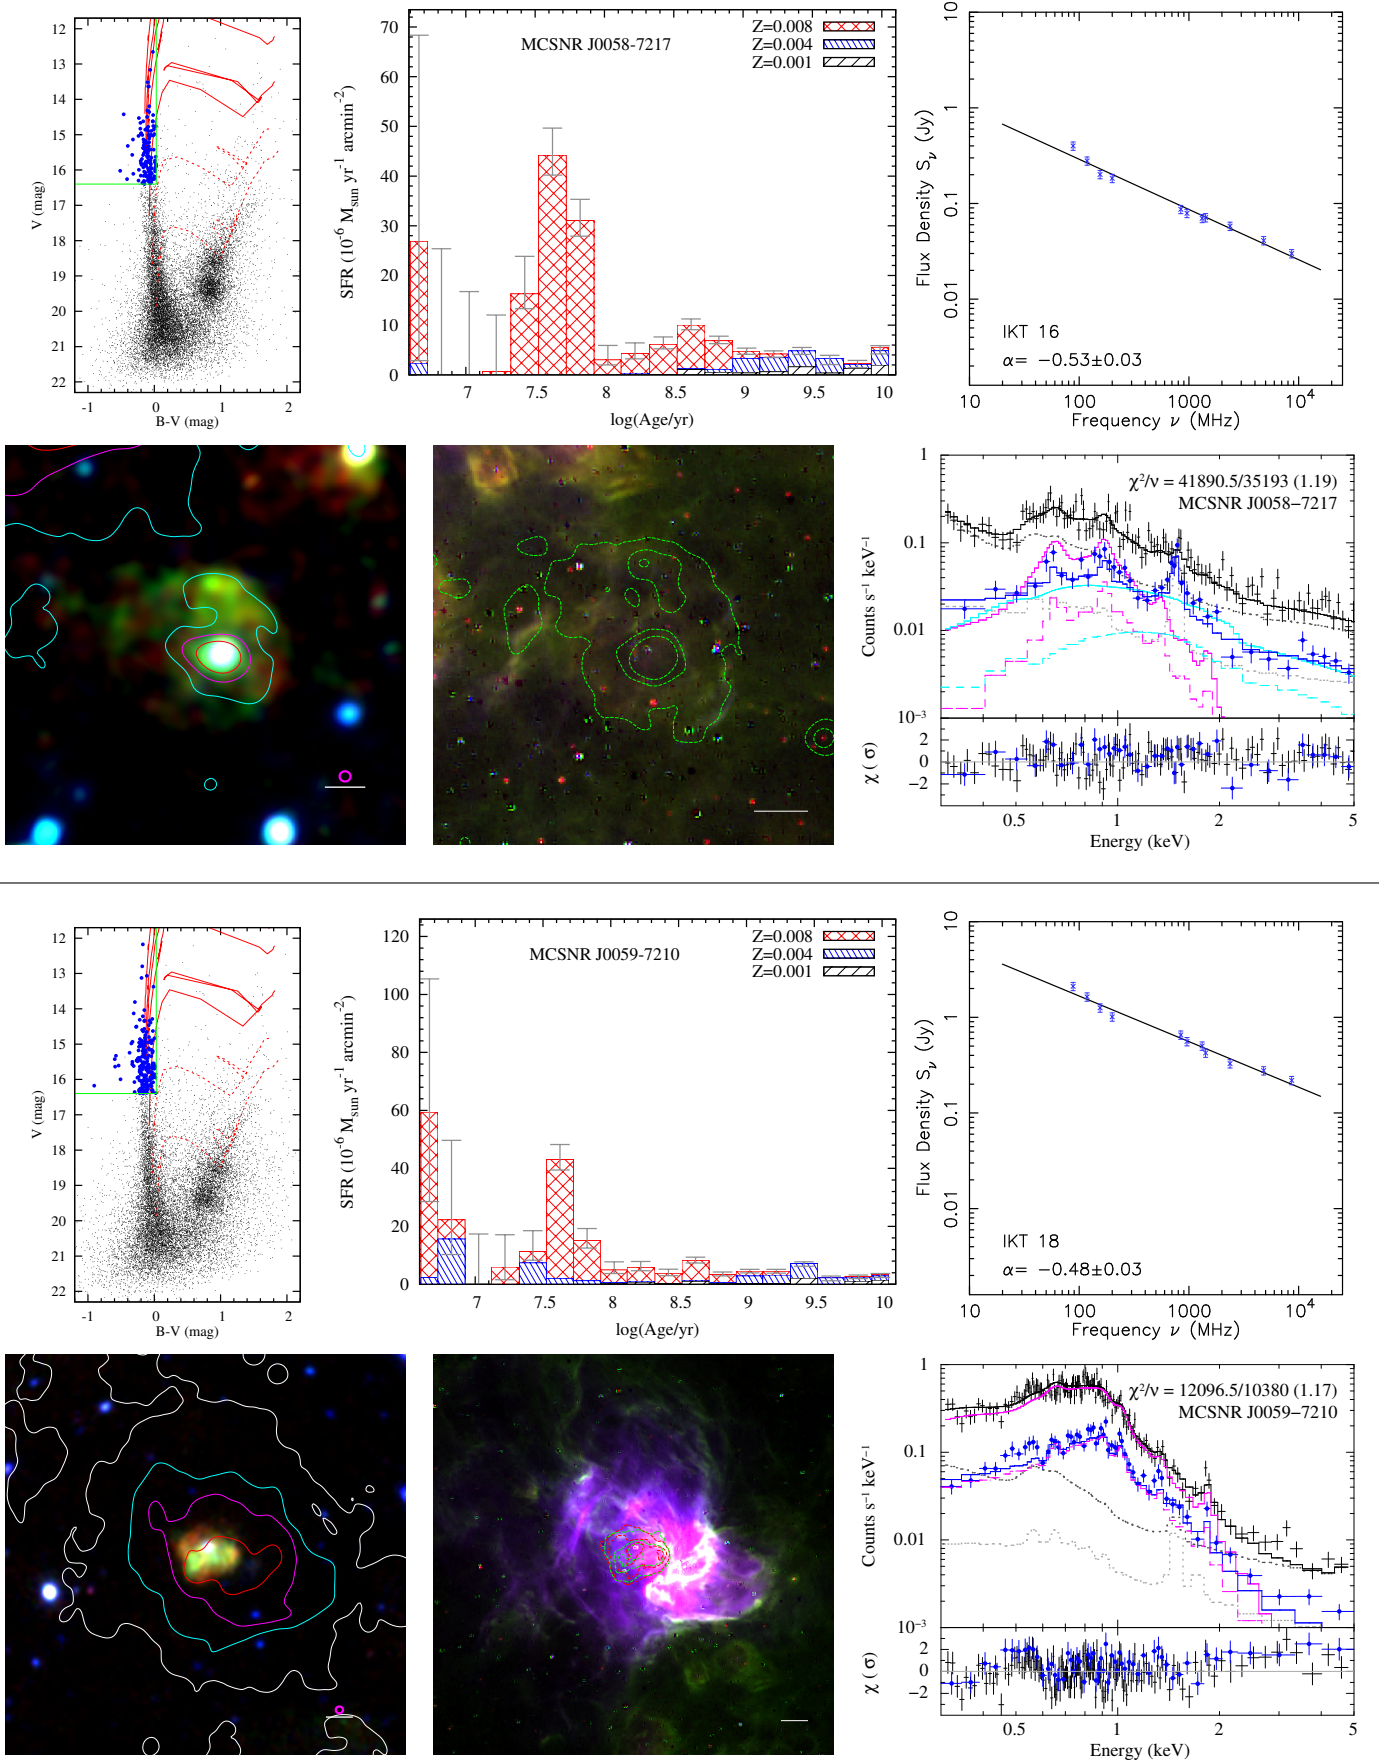 12
13
14
15
16
17
18
19
20
21
22
V (mag)
-1 0 1 2
B-V (mag)
MCSNR J0058-7217
Z=0.008
Z=0.004
Z=0.001
70
60
50
40
30
20
10
0
SFR (10⁻⁶ M_sun yr⁻¹ arcmin⁻²)
7 7.5 8 8.5 9 9.5 10
log(Age/yr)
10
1
0.1
0.01
Flux Density S_ν (Jy)
IKT 16
α= −0.53±0.03
10 100 1000 10⁴
Frequency ν (MHz)
χ²/ν = 41890.5/35193 (1.19)
MCSNR J0058−7217
1
0.1
0.01
10⁻³
Counts s⁻¹ keV⁻¹
2
0
−2
χ ( σ)
0.5 1 2 5
Energy (keV)
12
13
14
15
16
17
18
19
20
21
22
V (mag)
-1 0 1 2
B-V (mag)
MCSNR J0059-7210
Z=0.008
Z=0.004
Z=0.001
120
100
80
60
40
20
0
SFR (10⁻⁶ M_sun yr⁻¹ arcmin⁻²)
7 7.5 8 8.5 9 9.5 10
log(Age/yr)
10
1
0.1
0.01
Flux Density S_ν (Jy)
IKT 18
α= −0.48±0.03
10 100 1000 10⁴
Frequency ν (MHz)
χ²/ν = 12096.5/10380 (1.17)
MCSNR J0059−7210
1
0.1
0.01
10⁻³
Counts s⁻¹ keV⁻¹
2
0
−2
χ ( σ)
0.5 1 2 5
Energy (keV)